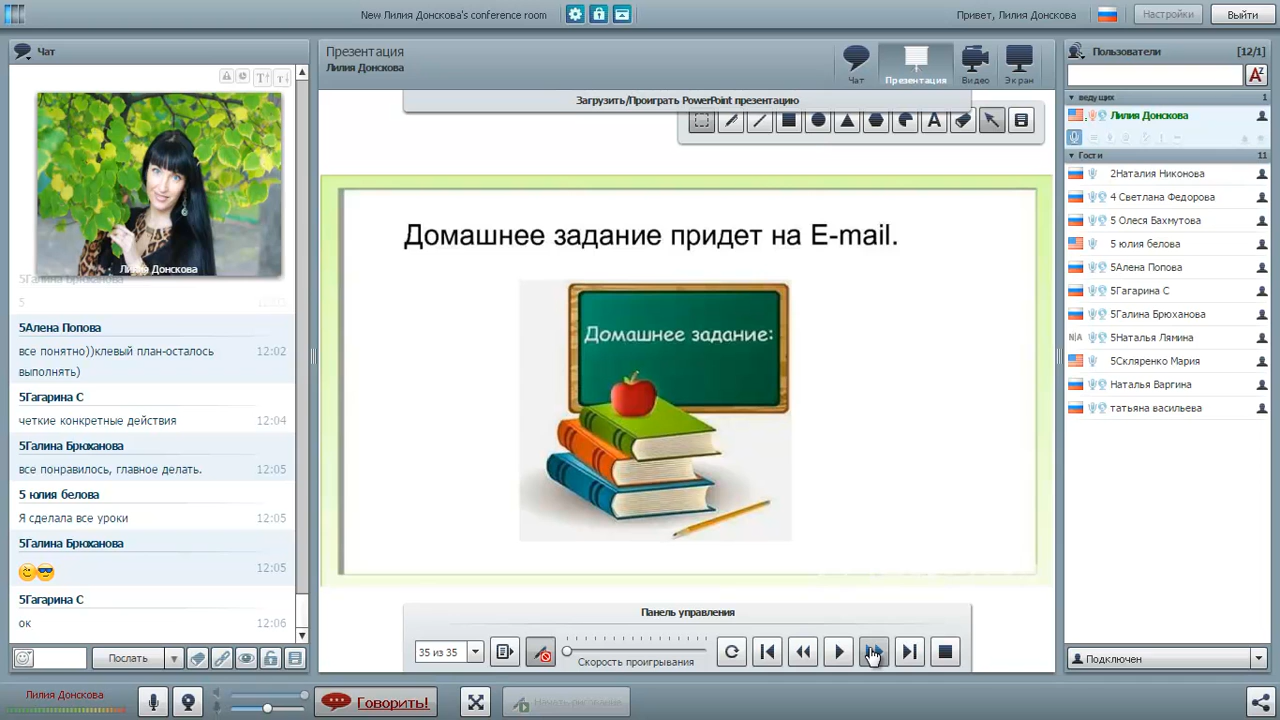 New Лилия Донскова's conference room
Привет, Лилия Донскова
Настройки
Выйти
Чат
Лилия Донскова
5Галина Брюханова
5
5Алена Попова
все понятно))клевый план-осталось
выполнять)
12:02
5Гагарина С
четкие конкретные действия
12:04
5Галина Брюханова
все понравилось, главное делать.
12:05
5 юлия белова
Я сделала все уроки
12:05
5Галина Брюханова
12:05
5Гагарина С
ок
12:06
Послать
Презентация
Лилия Донскова
Чат
Презентация
Видео
Экран
Загрузить/Проиграть PowerPoint презентацию
Домашнее задание придет на E-mail.
Домашнее задание:
Панель управления
35 из 35
Скорость проигрывания
Пользователи
[12/1]
ведущих
1
Лилия Донскова
Гости
11
2Наталия Никонова
4 Светлана Федорова
5 Олеся Бахмутова
5 юлия белова
5Алена Попова
5Гагарина С
5Галина Брюханова
N/A
5Наталья Лямина
5Скляренко Мария
Наталья Варгина
татьяна васильева
Подключен
Лилия Донскова
Говорить!